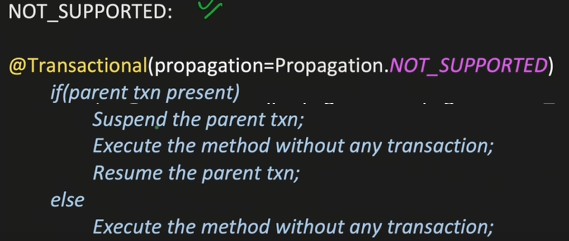 NOT_SUPPORTED:
@Transactional(propagation=Propagation.NOT_SUPPORTED)
if(parent txn present)
Suspend the parent txn;
Execute the method without any transaction;
Resume the parent txn;
else
Execute the method without any transaction;